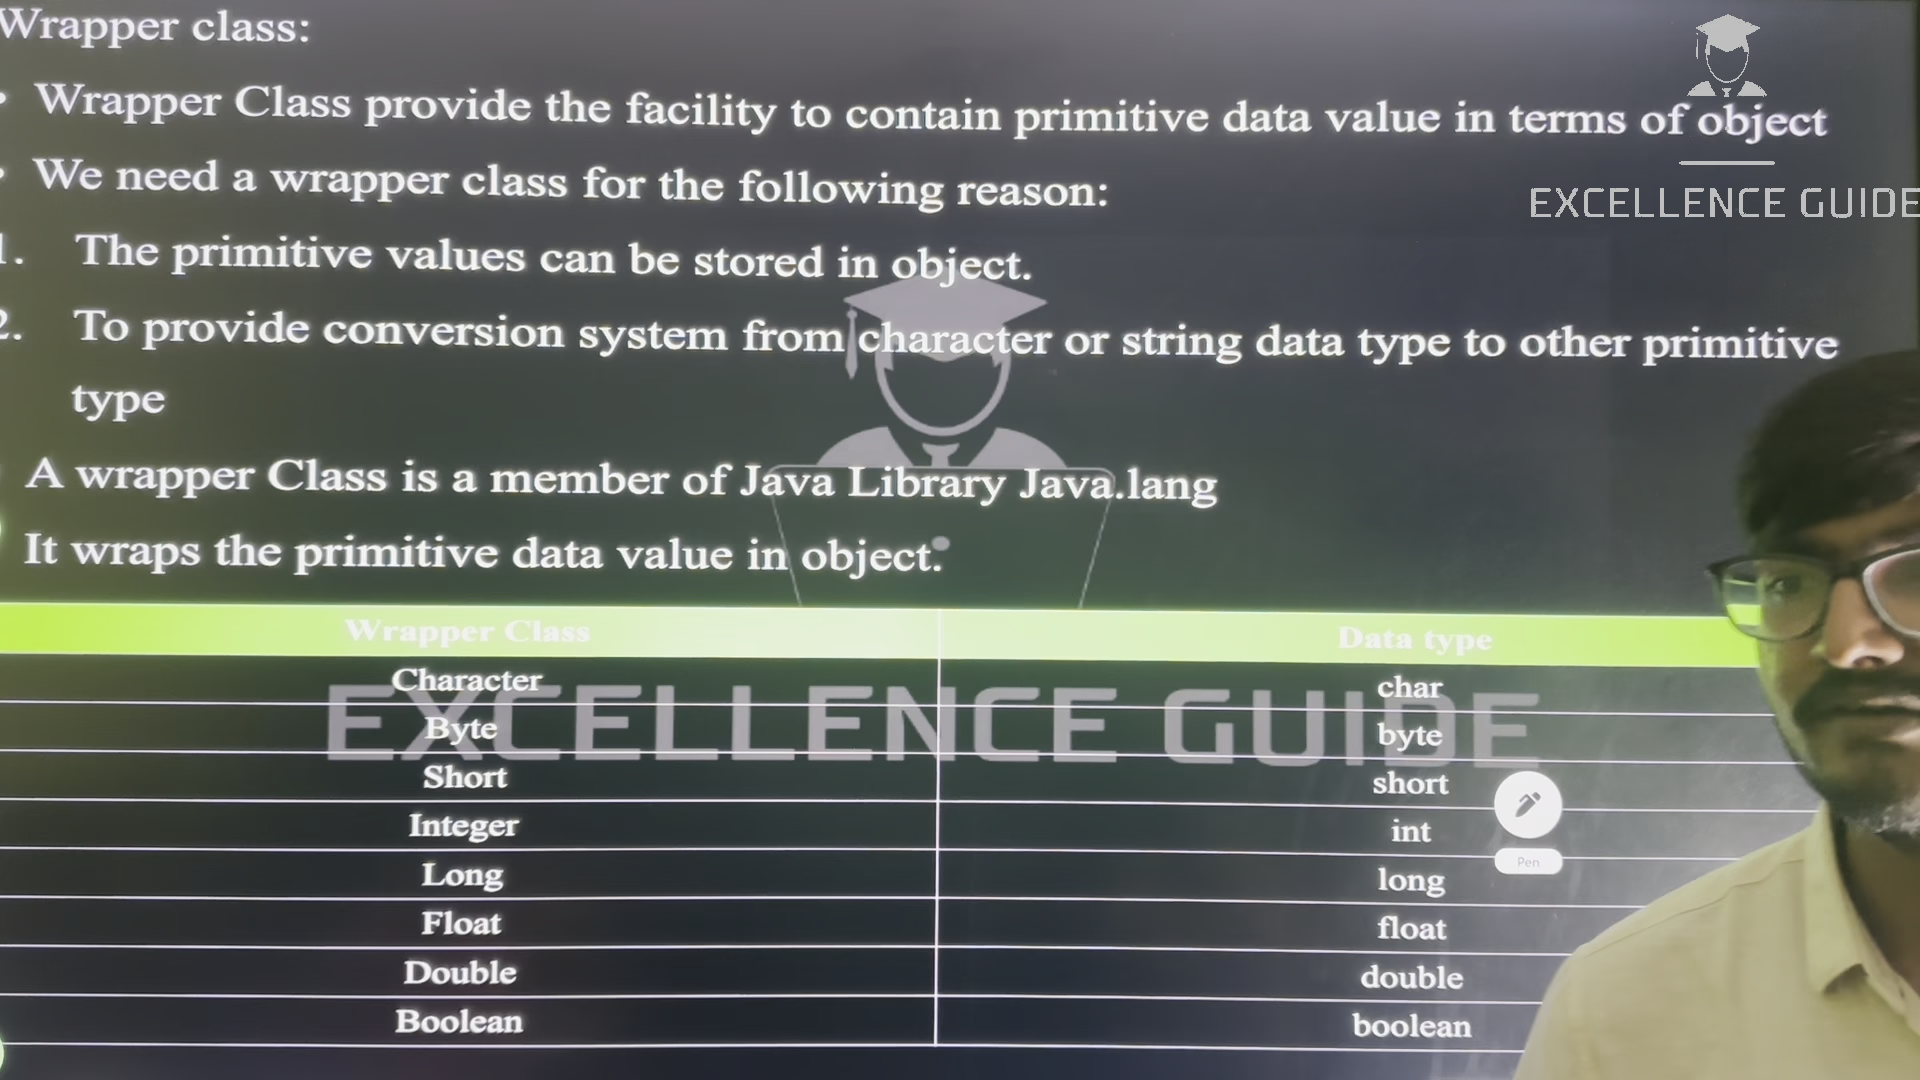 Wrapper class:
• Wrapper Class provide the facility to contain primitive data value in terms of object
• We need a wrapper class for the following reason:
1. The primitive values can be stored in object.
2. To provide conversion system from character or string data type to other primitive
type
A wrapper Class is a member of Java Library Java.lang
It wraps the primitive data value in object.
EXCELLENCE GUIDE
Wrapper Class Data type
Character char
Byte byte
Short short
Integer int
Long long
Float float
Double double
Boolean boolean
EXCELLENCE GUIDE
Pen